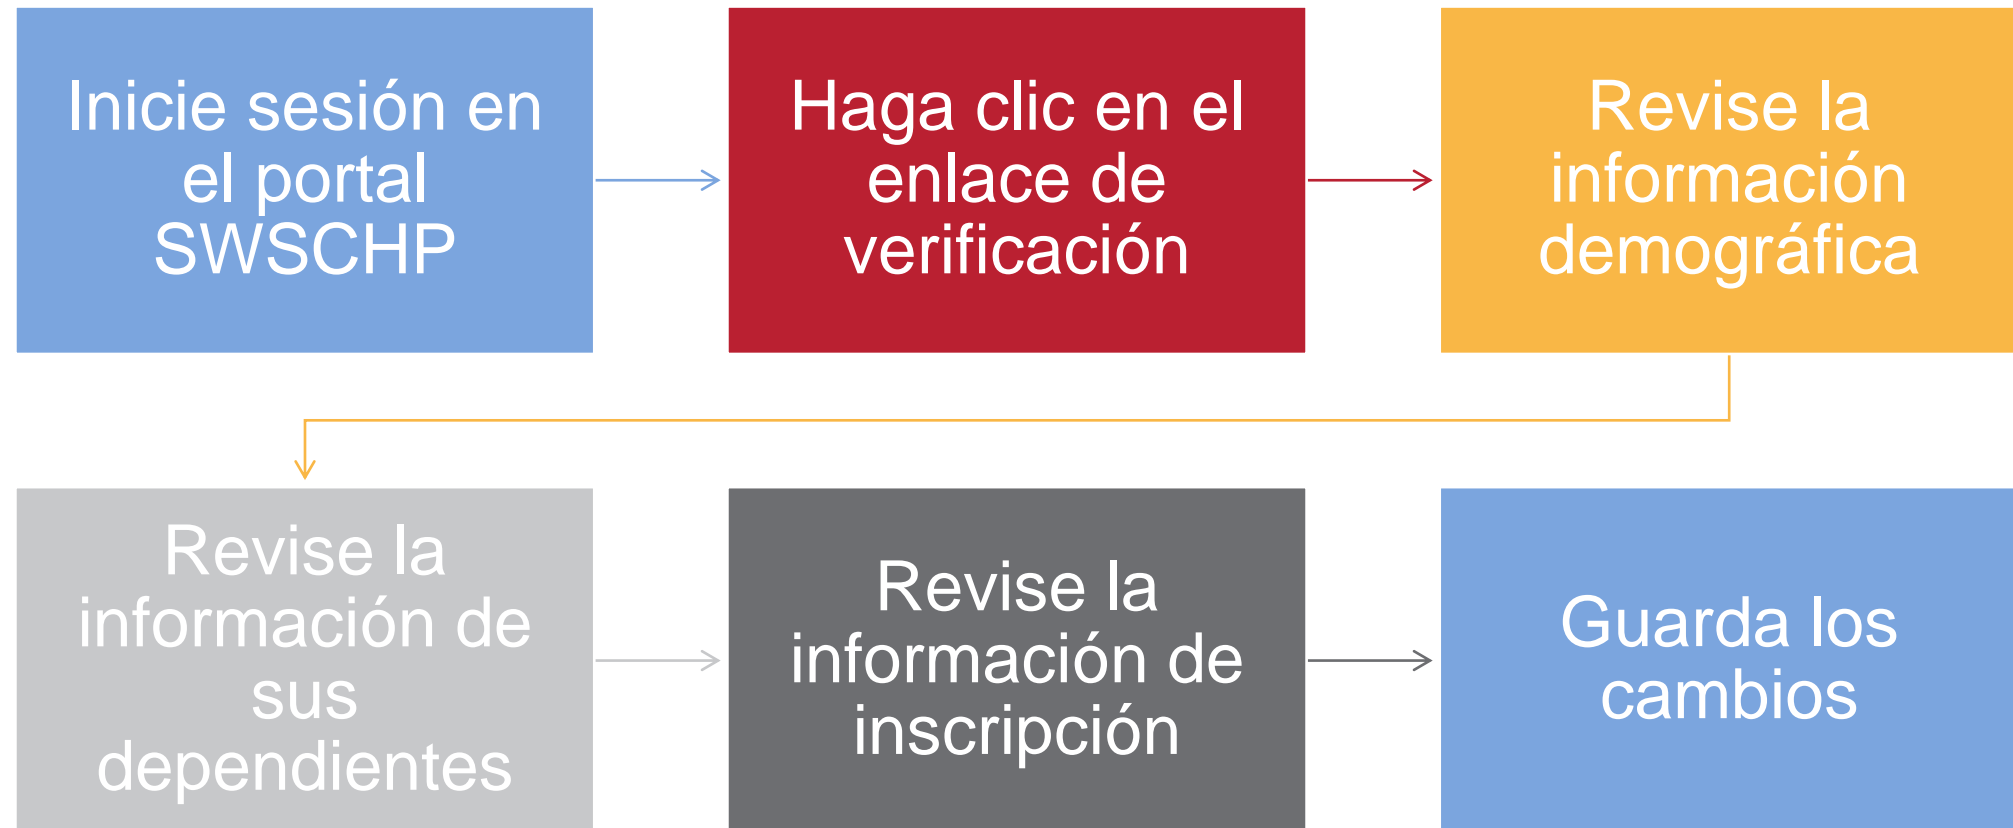 Inicie sesión en
el portal
SWSCHP
Haga clic en el
enlace de
verificación
Revise la
información
demográfica
Revise la
información de
sus
dependientes
Revise la
información de
inscripción
Guarda los
cambios